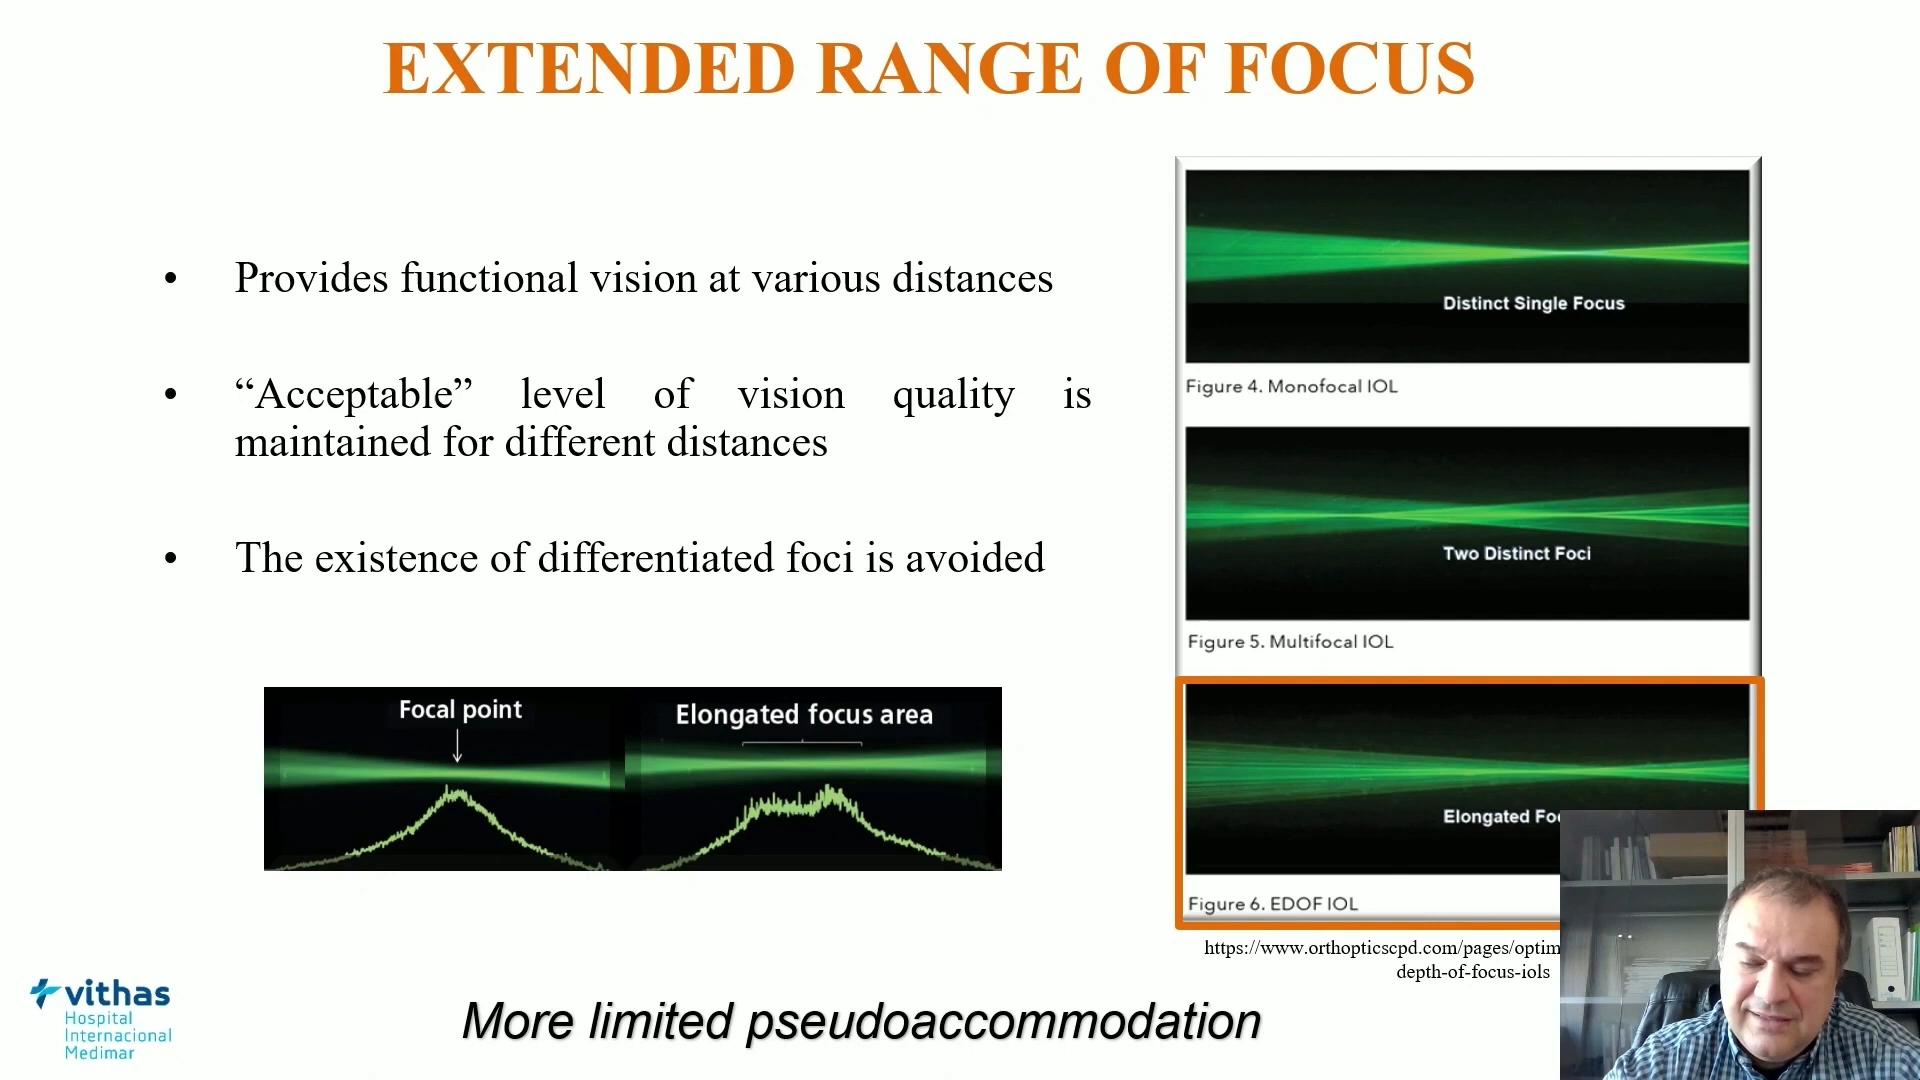 EXTENDED RANGE OF FOCUS
• Provides functional vision at various distances
• “Acceptable” level of vision quality is
maintained for different distances
• The existence of differentiated foci is avoided
Focal point
Elongated focus area
Distinct Single Focus
Figure 4. Monofocal IOL
Two Distinct Foci
Figure 5. Multifocal IOL
Elongated
Figure 6. EDOF IOL
https://www.orthopticscpd.com/pages/optim
depth-of-focus-iols
More limited pseudoaccommodation
vithas
Hospital
Internacional
Medimar